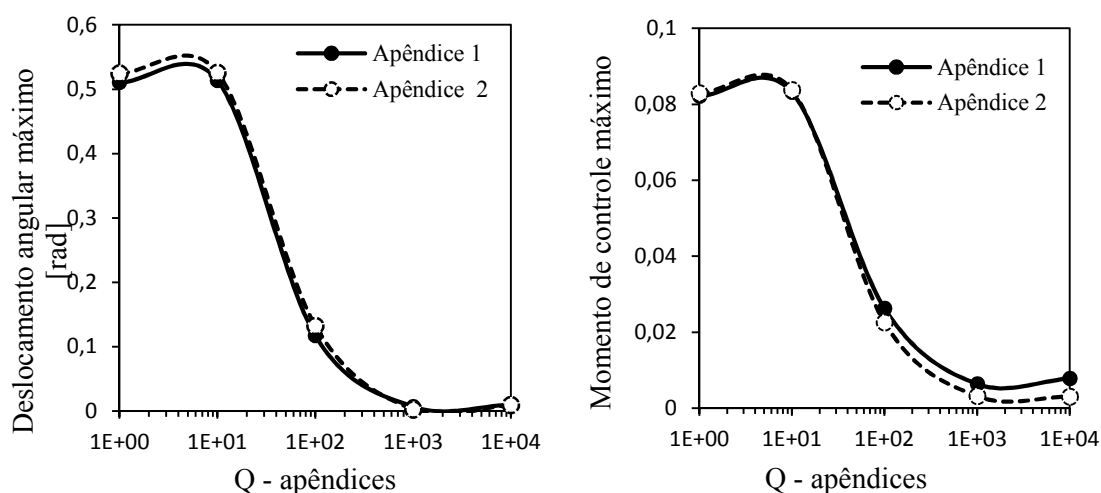 Deslocamento angular máximo
[rad]
0,6
0,5
0,4
0,3
0,2
0,1
0
1E+00
1E+01
1E+02
1E+03
1E+04
Q - apêndices
Apêndice 1
Apêndice 2
Momento de controle máximo
0,1
0,08
0,06
0,04
0,02
0
1E+00
1E+01
1E+02
1E+03
1E+04
Q - apêndices
Apêndice 1
Apêndice 2